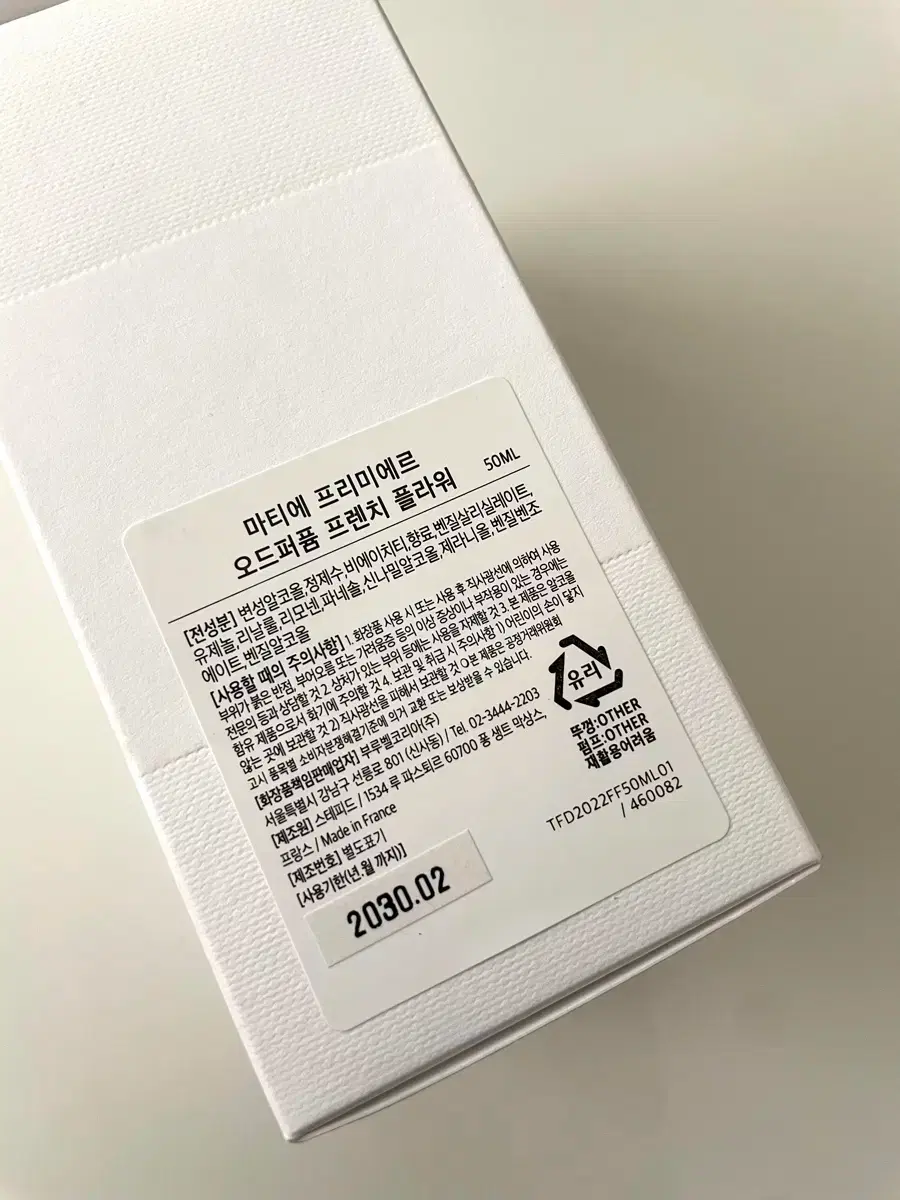 마티에 프리미에르
오드퍼퓸 프렌치 플라워 50ML
[전성분] 변성알코올,정제수,비에이치티,향료,벤질살리실레이트,
유제놀,리날룰,리모넨,파네솔,신나밀알코올,제라니올,벤질벤조
에이트,벤질알코올
[사용할 때의 주의사항] 1. 화장품 사용 시 또는 사용 후 직사광선에 의하여 사용
부위가 붉은 반점, 부어오름 또는 가려움증 등의 이상 증상이나 부작용이 있는 경우에는
전문의 등과 상담할 것 2. 상처가 있는 부위 등에는 사용을 자제할 것 3. 본 제품은 알코올
함유 제품으로서 화기에 주의할 것 4. 보관 및 취급 시 주의사항 1) 어린이의 손이 닿지
않는 곳에 보관할 것 2) 직사광선을 피해서 보관할 것 O본 제품은 공정거래위원회
고시 품목별 소비자분쟁해결기준에 의거 교환 또는 보상받을 수 있습니다.
[화장품책임판매업자] 부루벨코리아(주)
서울특별시 강남구 선릉로 801 (신사동) / Tel. 02-3444-2203
[제조원] 스테피드 / 1534 루 파스퇴르 60700 퐁 생트 막상스,
프랑스 / Made in France
[제조번호] 별도표기
[사용기한(년.월 까지)]
2030.02
유리
뚜껑:OTHER
펌프:OTHER
재활용어려움
TFD2022FF50ML01
/ 460082